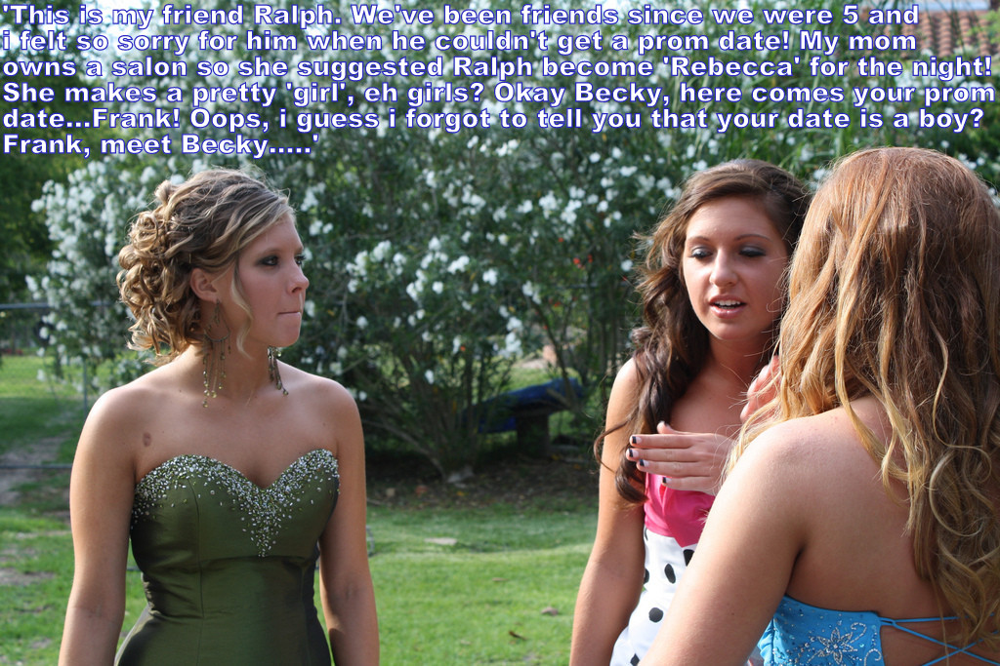 'This is my friend Ralph. We've been friends since we were 5 and
i felt so sorry for him when he couldn't get a prom date! My mom
owns a salon so she suggested Ralph become 'Rebecca' for the night!
She makes a pretty 'girl', eh girls? Okay Becky, here comes your prom
date...Frank! Oops, i guess i forgot to tell you that your date is a boy?
Frank, meet Becky.....'